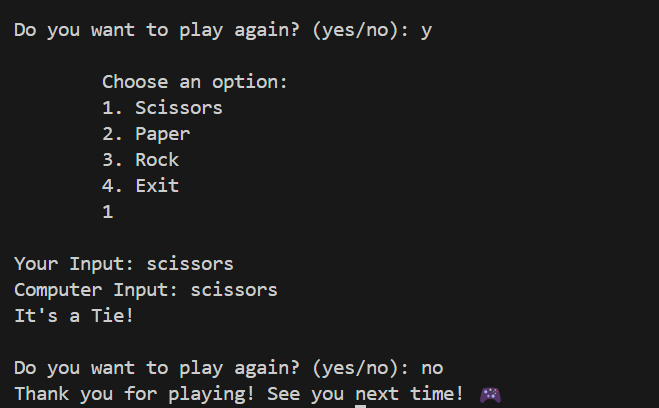 Do you want to play again? (yes/no): y
Choose an option:
1. Scissors
2. Paper
3. Rock
4. Exit
1
Your Input: scissors
Computer Input: scissors
It's a Tie!
Do you want to play again? (yes/no): no
Thank you for playing! See you next time! 🎮